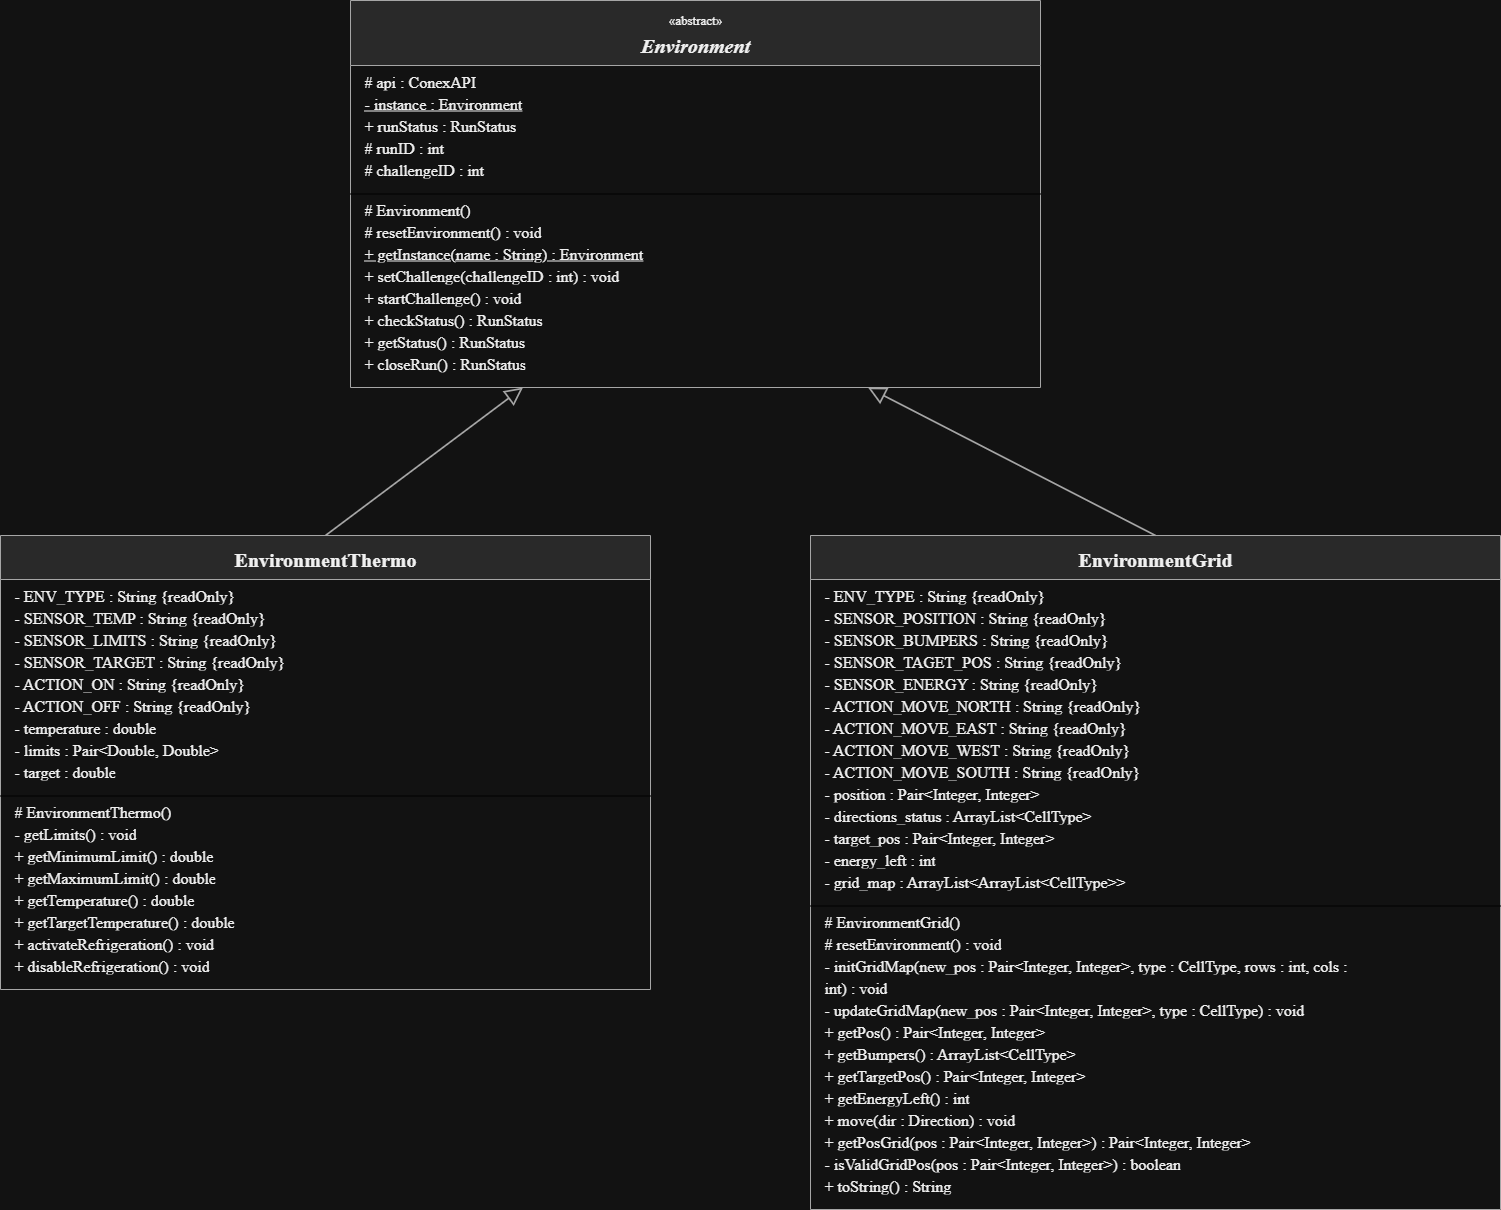 «abstract»
Environment
# api : ConexAPI
- instance : Environment
+ runStatus : RunStatus
# runID : int
# challengeID : int
# Environment()
# resetEnvironment() : void
+ getInstance(name : String) : Environment
+ setChallenge(challengeID : int) : void
+ startChallenge() : void
+ checkStatus() : RunStatus
+ getStatus() : RunStatus
+ closeRun() : RunStatus
EnvironmentThermo
- ENV_TYPE : String {readOnly}
- SENSOR_TEMP : String {readOnly}
- SENSOR_LIMITS : String {readOnly}
- SENSOR_TARGET : String {readOnly}
- ACTION_ON : String {readOnly}
- ACTION_OFF : String {readOnly}
- temperature : double
- limits : Pair<Double, Double>
- target : double
# EnvironmentThermo()
- getLimits() : void
+ getMinimumLimit() : double
+ getMaximumLimit() : double
+ getTemperature() : double
+ getTargetTemperature() : double
+ activateRefrigeration() : void
+ disableRefrigeration() : void
EnvironmentGrid
- ENV_TYPE : String {readOnly}
- SENSOR_POSITION : String {readOnly}
- SENSOR_BUMPERS : String {readOnly}
- SENSOR_TAGET_POS : String {readOnly}
- SENSOR_ENERGY : String {readOnly}
- ACTION_MOVE_NORTH : String {readOnly}
- ACTION_MOVE_EAST : String {readOnly}
- ACTION_MOVE_WEST : String {readOnly}
- ACTION_MOVE_SOUTH : String {readOnly}
- position : Pair<Integer, Integer>
- directions_status : ArrayList<CellType>
- target_pos : Pair<Integer, Integer>
- energy_left : int
- grid_map : ArrayList<ArrayList<CellType>>
# EnvironmentGrid()
# resetEnvironment() : void
- initGridMap(new_pos : Pair<Integer, Integer>, type : CellType, rows : int, cols :
int) : void
- updateGridMap(new_pos : Pair<Integer, Integer>, type : CellType) : void
+ getPos() : Pair<Integer, Integer>
+ getBumpers() : ArrayList<CellType>
+ getTargetPos() : Pair<Integer, Integer>
+ getEnergyLeft() : int
+ move(dir : Direction) : void
+ getPosGrid(pos : Pair<Integer, Integer>) : Pair<Integer, Integer>
- isValidGridPos(pos : Pair<Integer, Integer>) : boolean
+ toString() : String